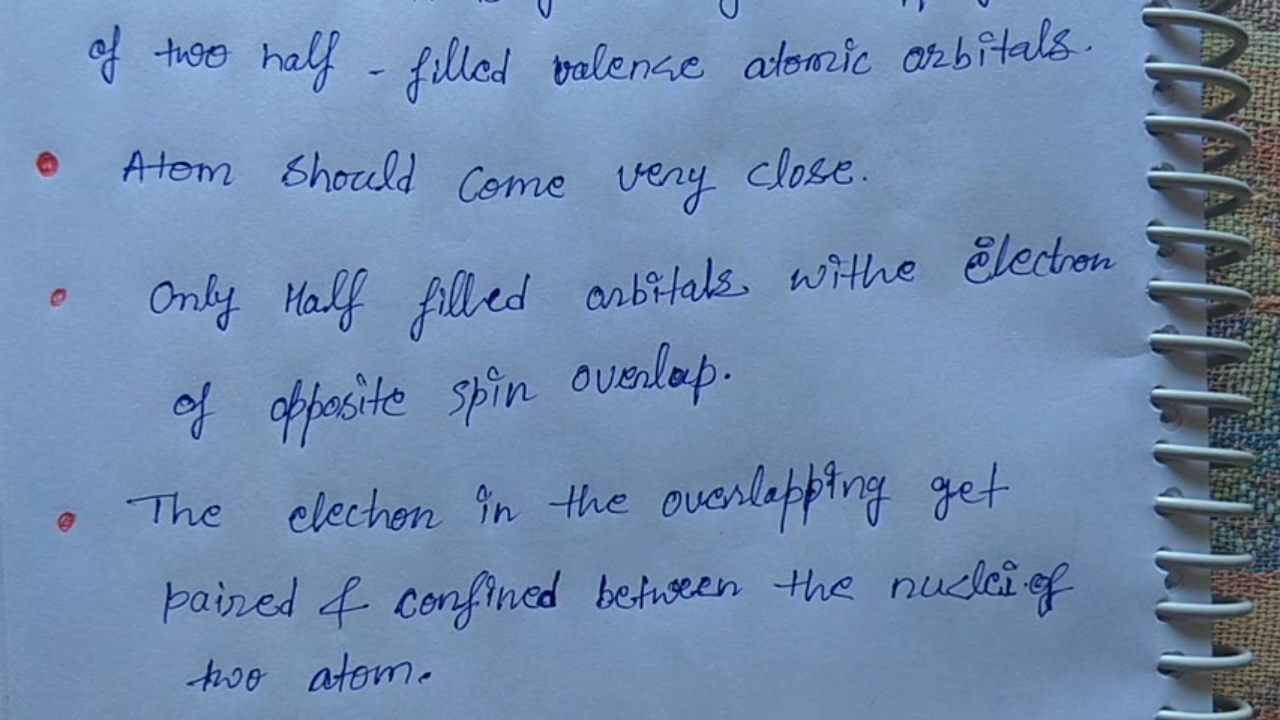 of two half - filled valence atomic orbitals.
Atom should come very close.
Only Half filled orbitals withe electron
of opposite spin overlap.
The electron in the overlapping get
paired & confined between the nuclei of
two atom.